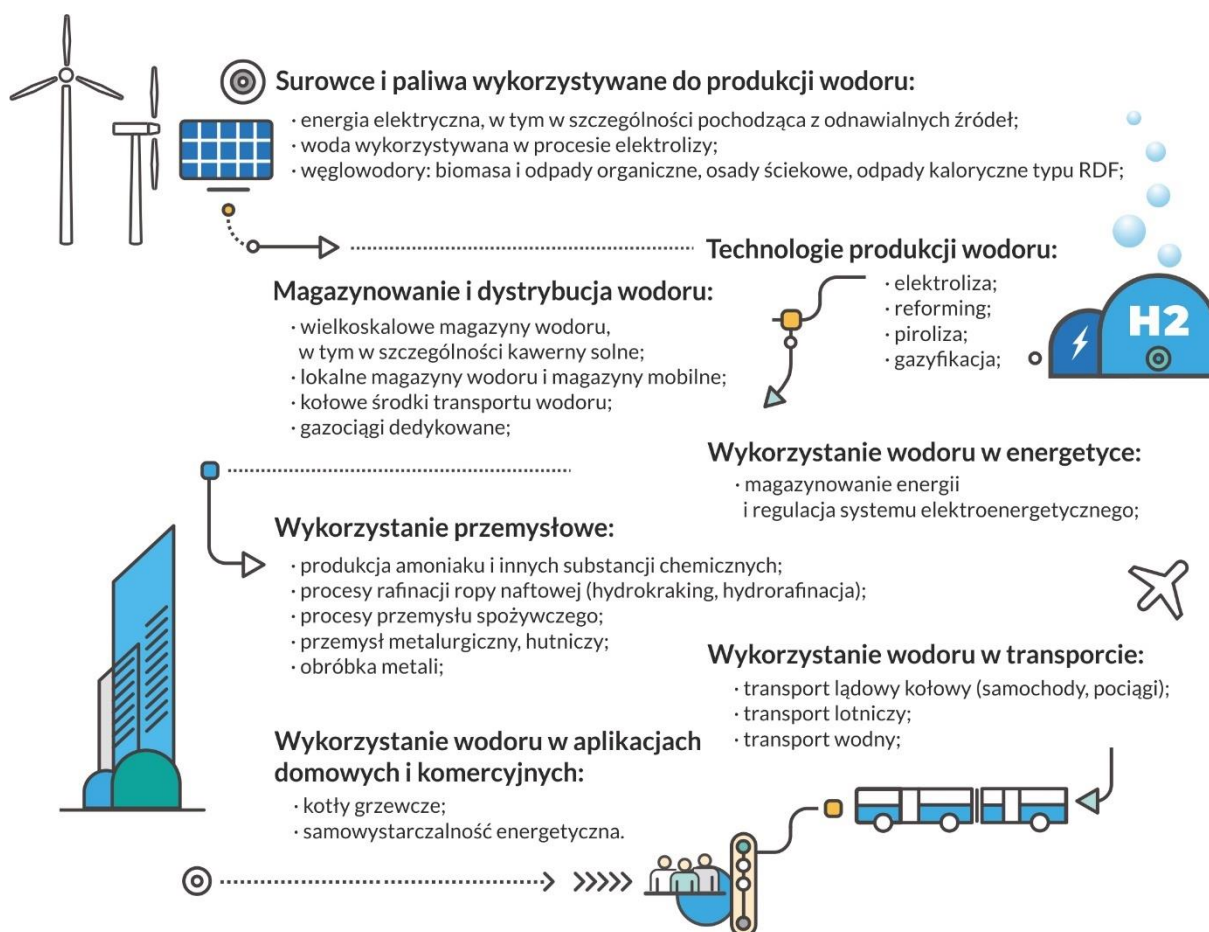 Surowce i paliwa wykorzystywane do produkcji wodoru:
· energia elektryczna, w tym w szczególności pochodząca z odnawialnych źródeł;
· woda wykorzystywana w procesie elektrolizy;
· węglowodory: biomasa i odpady organiczne, osady ściekowe, odpady kaloryczne typu RDF;
Technologie produkcji wodoru:
· elektroliza;
· reforming;
· piroliza;
· gazyfikacja;
H2
Magazynowanie i dystrybucja wodoru:
· wielkoskalowe magazyny wodoru,
w tym w szczególności kawerny solne;
· lokalne magazyny wodoru i magazyny mobilne;
· kołowe środki transportu wodoru;
· gazociągi dedykowane;
Wykorzystanie wodoru w energetyce:
· magazynowanie energii
i regulacja systemu elektroenergetycznego;
Wykorzystanie przemysłowe:
· produkcja amoniaku i innych substancji chemicznych;
· procesy rafinacji ropy naftowej (hydrokraking, hydrorafinacja);
· procesy przemysłu spożywczego;
· przemysł metalurgiczny, hutniczy;
· obróbka metali;
Wykorzystanie wodoru w transporcie:
· transport lądowy kołowy (samochody, pociągi);
· transport lotniczy;
· transport wodny;
Wykorzystanie wodoru w aplikacjach
domowych i komercyjnych:
· kotły grzewcze;
· samowystarczalność energetyczna.